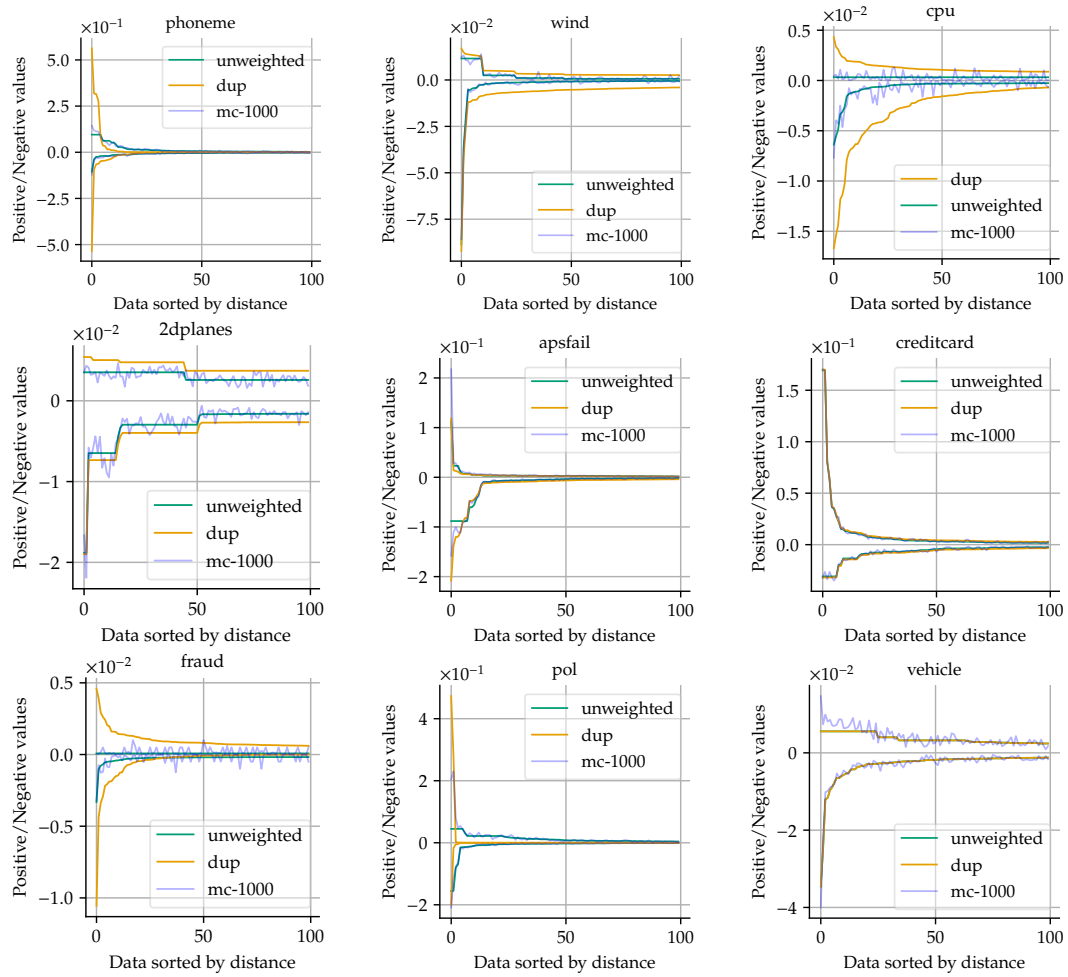 phoneme
×10⁻¹
Positive/Negative values
5.0
2.5
0.0
−2.5
−5.0
unweighted
dup
mc-1000
0 50 100
Data sorted by distance
wind
×10⁻²
Positive/Negative values
0.0
−2.5
−5.0
−7.5
unweighted
dup
mc-1000
0 50 100
Data sorted by distance
cpu
×10⁻²
Positive/Negative values
0.5
0.0
−0.5
−1.0
−1.5
dup
unweighted
mc-1000
0 50 100
Data sorted by distance
2dplanes
×10⁻²
Positive/Negative values
0
−1
−2
unweighted
dup
mc-1000
0 50 100
Data sorted by distance
apsfail
×10⁻¹
Positive/Negative values
2
1
0
−1
−2
unweighted
dup
mc-1000
0 50 100
Data sorted by distance
creditcard
×10⁻¹
Positive/Negative values
1.5
1.0
0.5
0.0
unweighted
dup
mc-1000
0 50 100
Data sorted by distance
fraud
×10⁻²
Positive/Negative values
0.5
0.0
−0.5
−1.0
unweighted
dup
mc-1000
0 50 100
Data sorted by distance
pol
×10⁻¹
Positive/Negative values
4
2
0
−2
unweighted
dup
mc-1000
0 50 100
Data sorted by distance
vehicle
×10⁻²
Positive/Negative values
0
−2
−4
unweighted
dup
mc-1000
0 50 100
Data sorted by distance